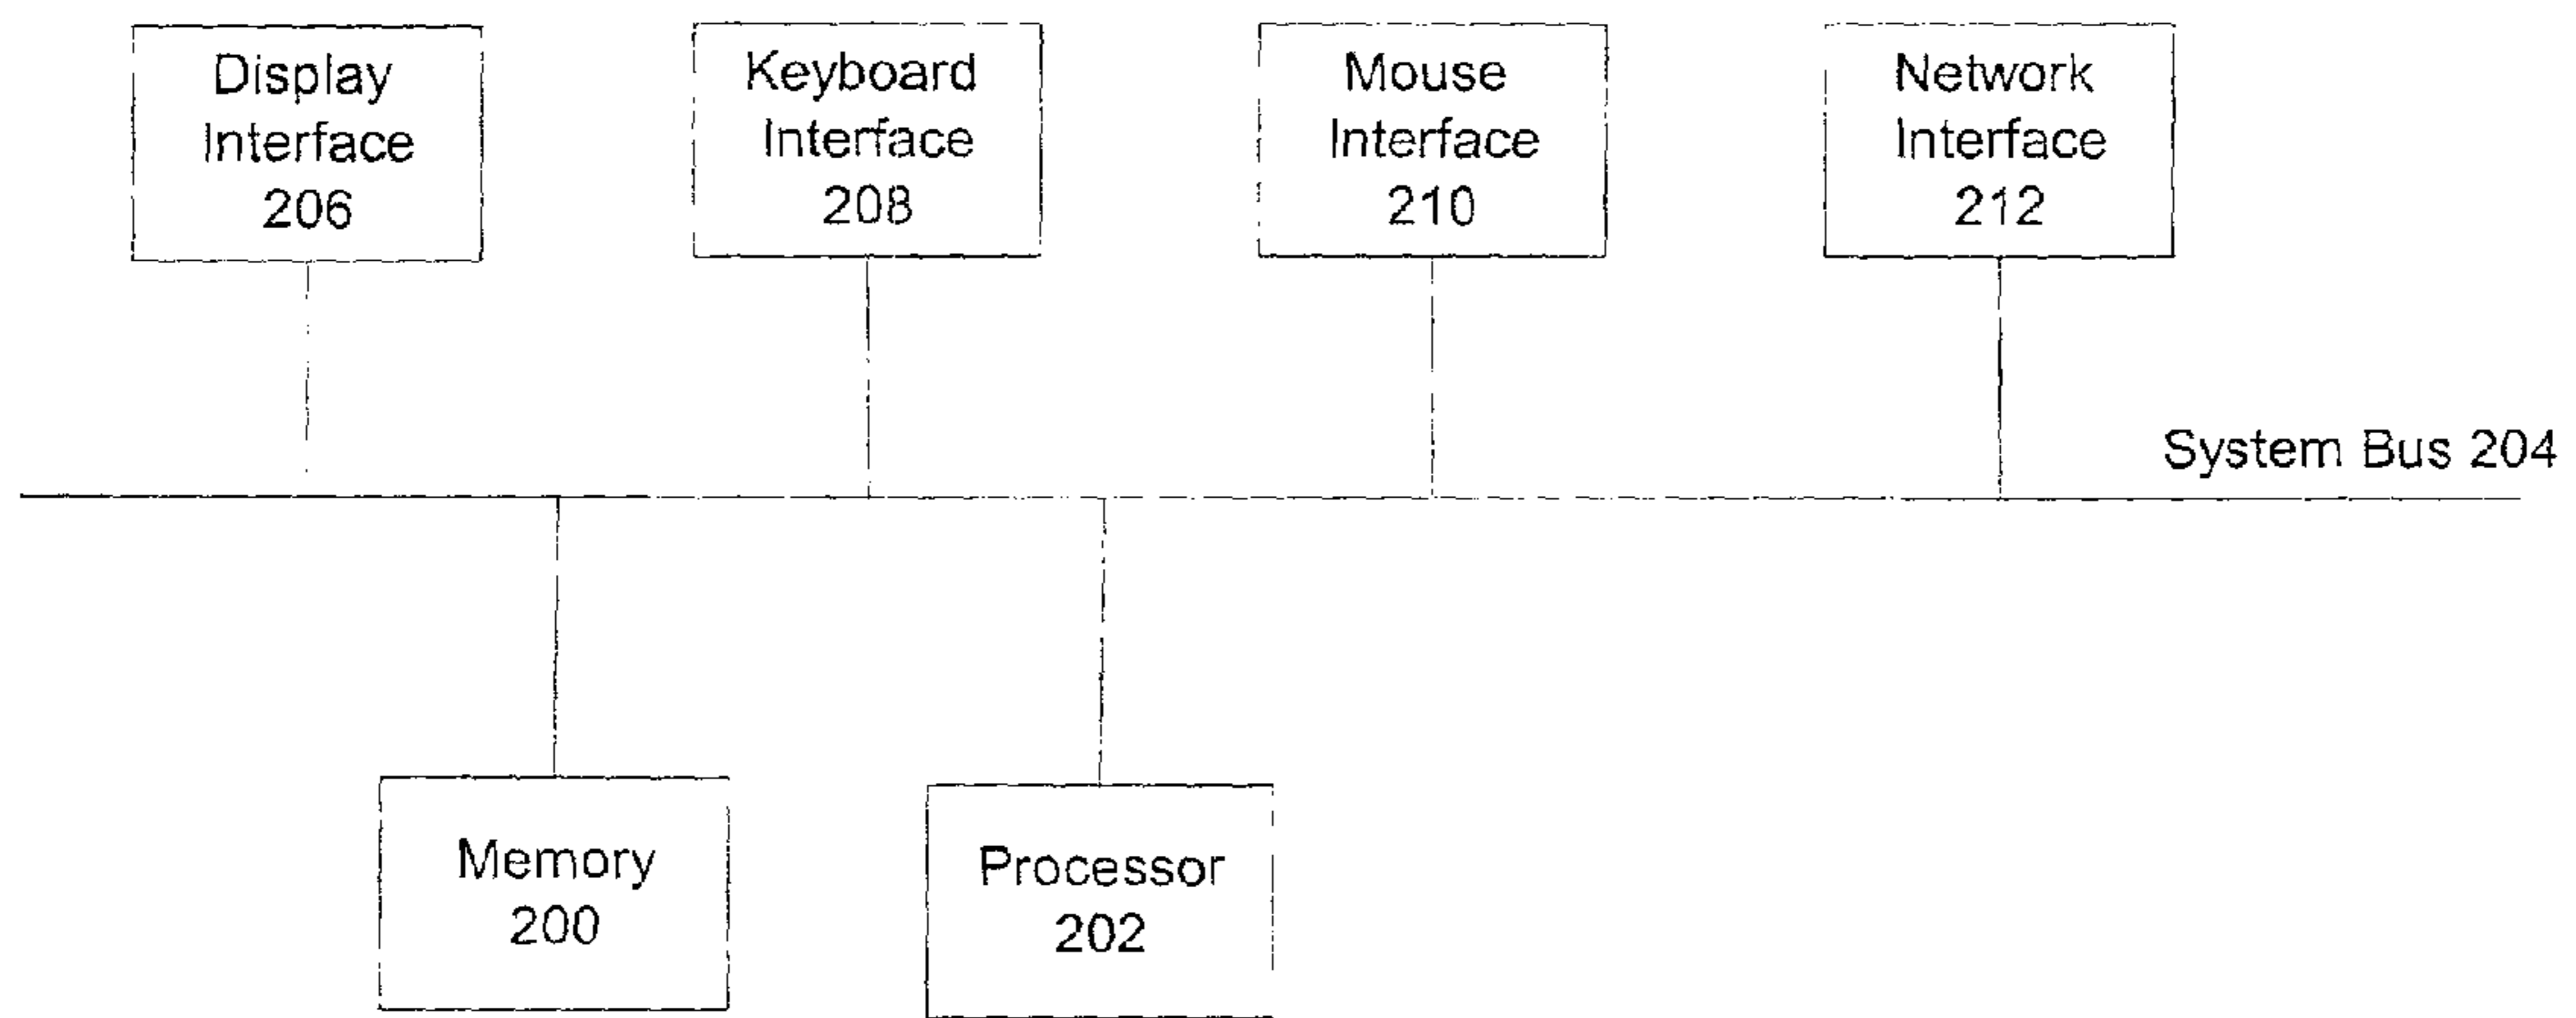 Display
Interface
206
Keyboard
Interface
208
Mouse
Interface
210
Network
Interface
212
System Bus 204
Memory
200
Processor
202